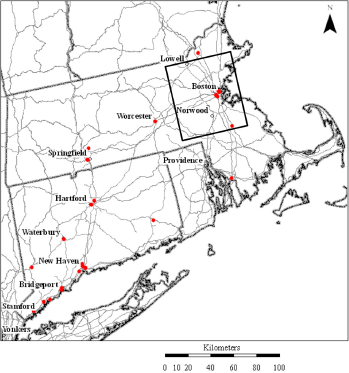 N
Lowell
Boston
Worcester
Norwood
Springfield
Providence
Hartford
Waterbury
New Haven
Bridgeport
Stamford
Yonkers
Kilometers
0 10 20 40 60 80 100